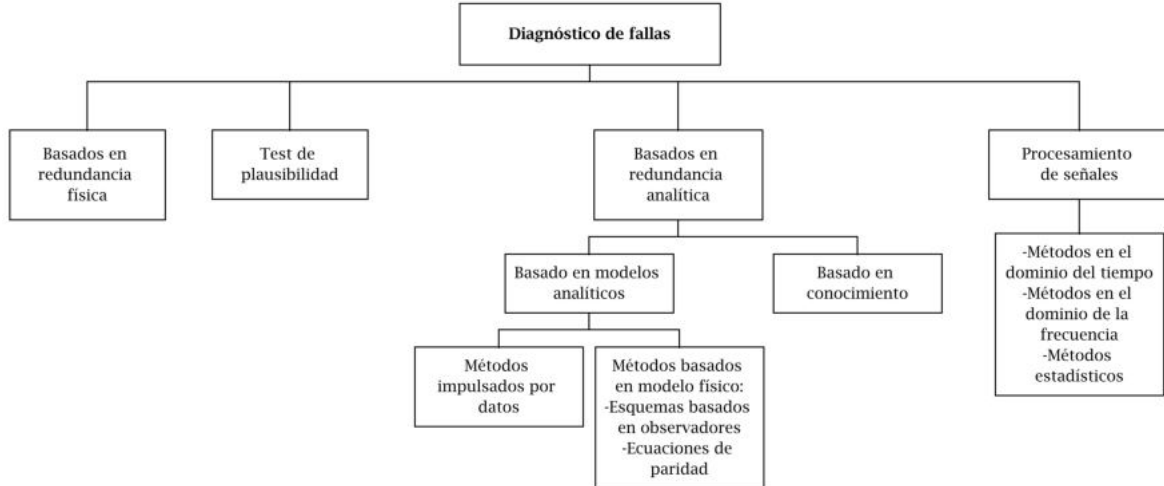 Diagnóstico de fallas
Basados en
redundancia
física
Test de
plausibilidad
Basados en
redundancia
analítica
Procesamiento
de señales
Basado en modelos
analíticos
Basado en
conocimiento
-Métodos en el
dominio del tiempo
-Métodos en el
dominio de la
frecuencia
-Métodos
estadísticos
Métodos
impulsados por
datos
Métodos basados
en modelo físico:
-Esquemas basados
en observadores
-Ecuaciones de
paridad